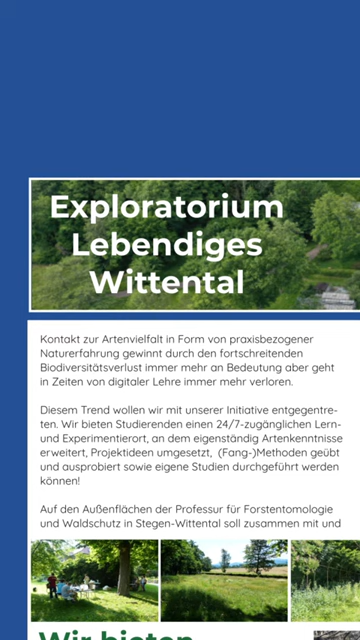 Exploratorium
Lebendiges
Wittental
Kontakt zur Artenvielfalt in Form von praxisbezogener
Naturerfahrung gewinnt durch den fortschreitenden
Biodiversitätsverlust immer mehr an Bedeutung aber geht
in Zeiten von digitaler Lehre immer mehr verloren.
Diesem Trend wollen wir mit unserer Initiative entgegentre-
ten. Wir bieten Studierenden einen 24/7-zugänglichen Lern-
und Experimentierort, an dem eigenständig Artenkenntnisse
erweitert, Projektideen umgesetzt, (Fang-)Methoden geübt
und ausprobiert sowie eigene Studien durchgeführt werden
können!
Auf den Außenflächen der Professur für Forstentomologie
und Waldschutz in Stegen-Wittental soll zusammen mit und
Wir bieten